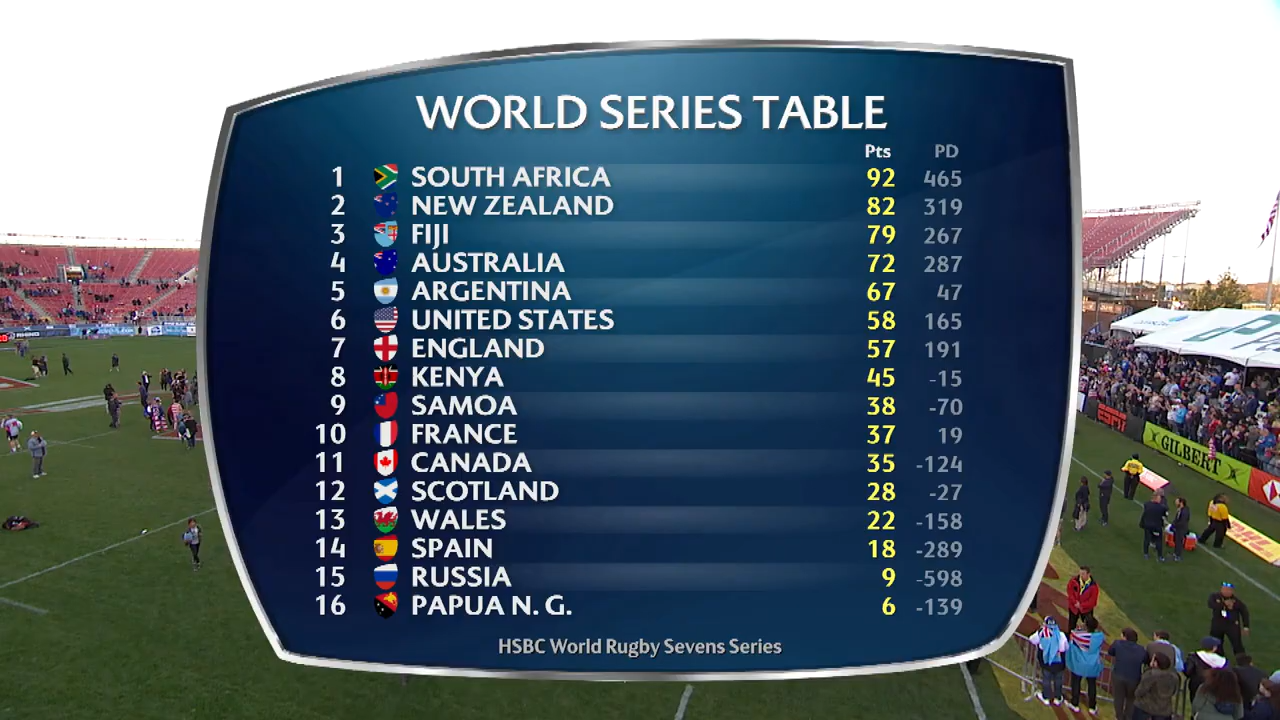 WORLD SERIES TABLE
Pts PD
1 SOUTH AFRICA 92 465
2 NEW ZEALAND 82 319
3 FIJI 79 267
4 AUSTRALIA 72 287
5 ARGENTINA 67 47
6 UNITED STATES 58 165
7 ENGLAND 57 191
8 KENYA 45 -15
9 SAMOA 38 -70
10 FRANCE 37 19
11 CANADA 35 -124
12 SCOTLAND 28 -27
13 WALES 22 -158
14 SPAIN 18 -289
15 RUSSIA 9 -598
16 PAPUA N. G. 6 -139
HSBC World Rugby Sevens Series
GILBERT
DHL